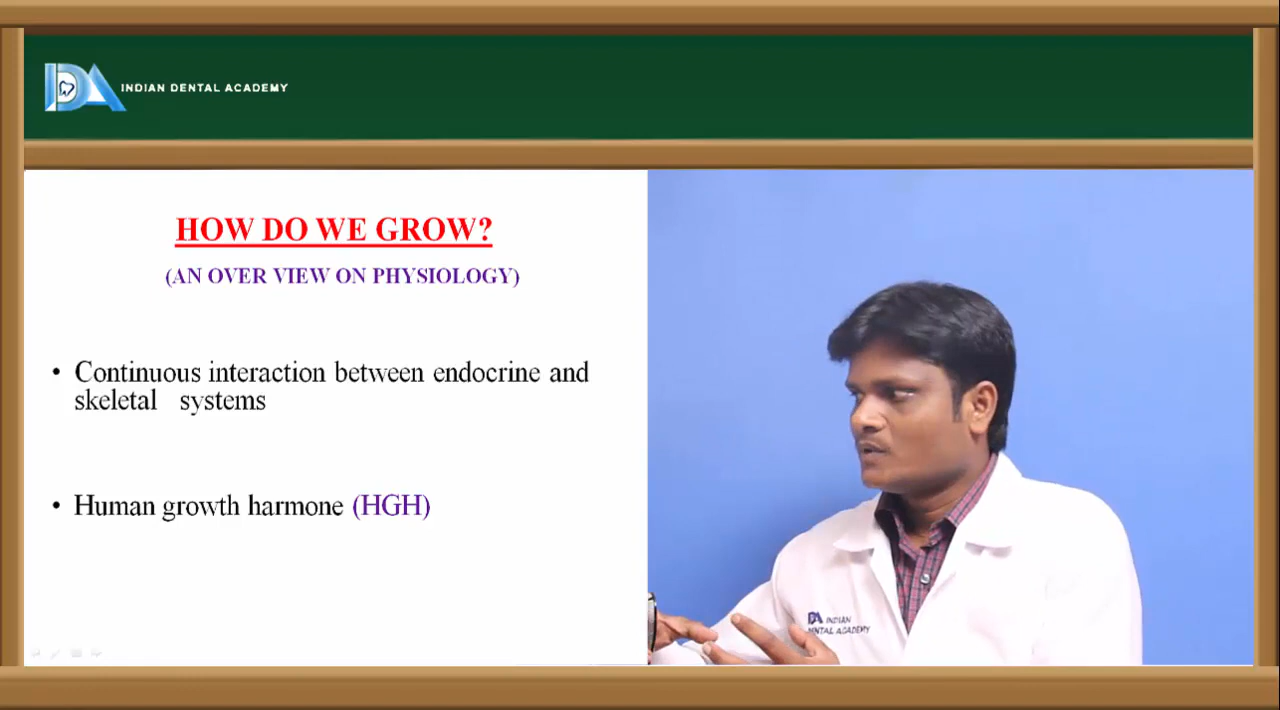 INDIAN DENTAL ACADEMY
HOW DO WE GROW?
(AN OVER VIEW ON PHYSIOLOGY)
• Continuous interaction between endocrine and
skeletal systems
• Human growth harmone (HGH)
IDA INDIAN
DENTAL ACADEMY